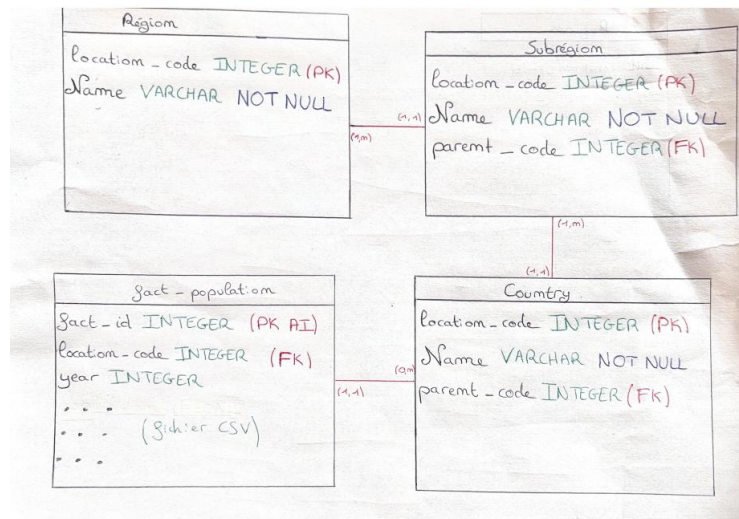 Région
location_code INTEGER (PK)
Name VARCHAR NOT NULL
(1,1)
(1,n)
Subrégion
location_code INTEGER (PK)
Name VARCHAR NOT NULL
parent_code INTEGER (FK)
(1,n)
(1,1)
fact_population
fact_id INTEGER (PK AI)
location_code INTEGER (FK)
year INTEGER
...
... (fichier CSV)
...
(0,n)
(1,1)
Country
location_code INTEGER (PK)
Name VARCHAR NOT NULL
parent_code INTEGER (FK)